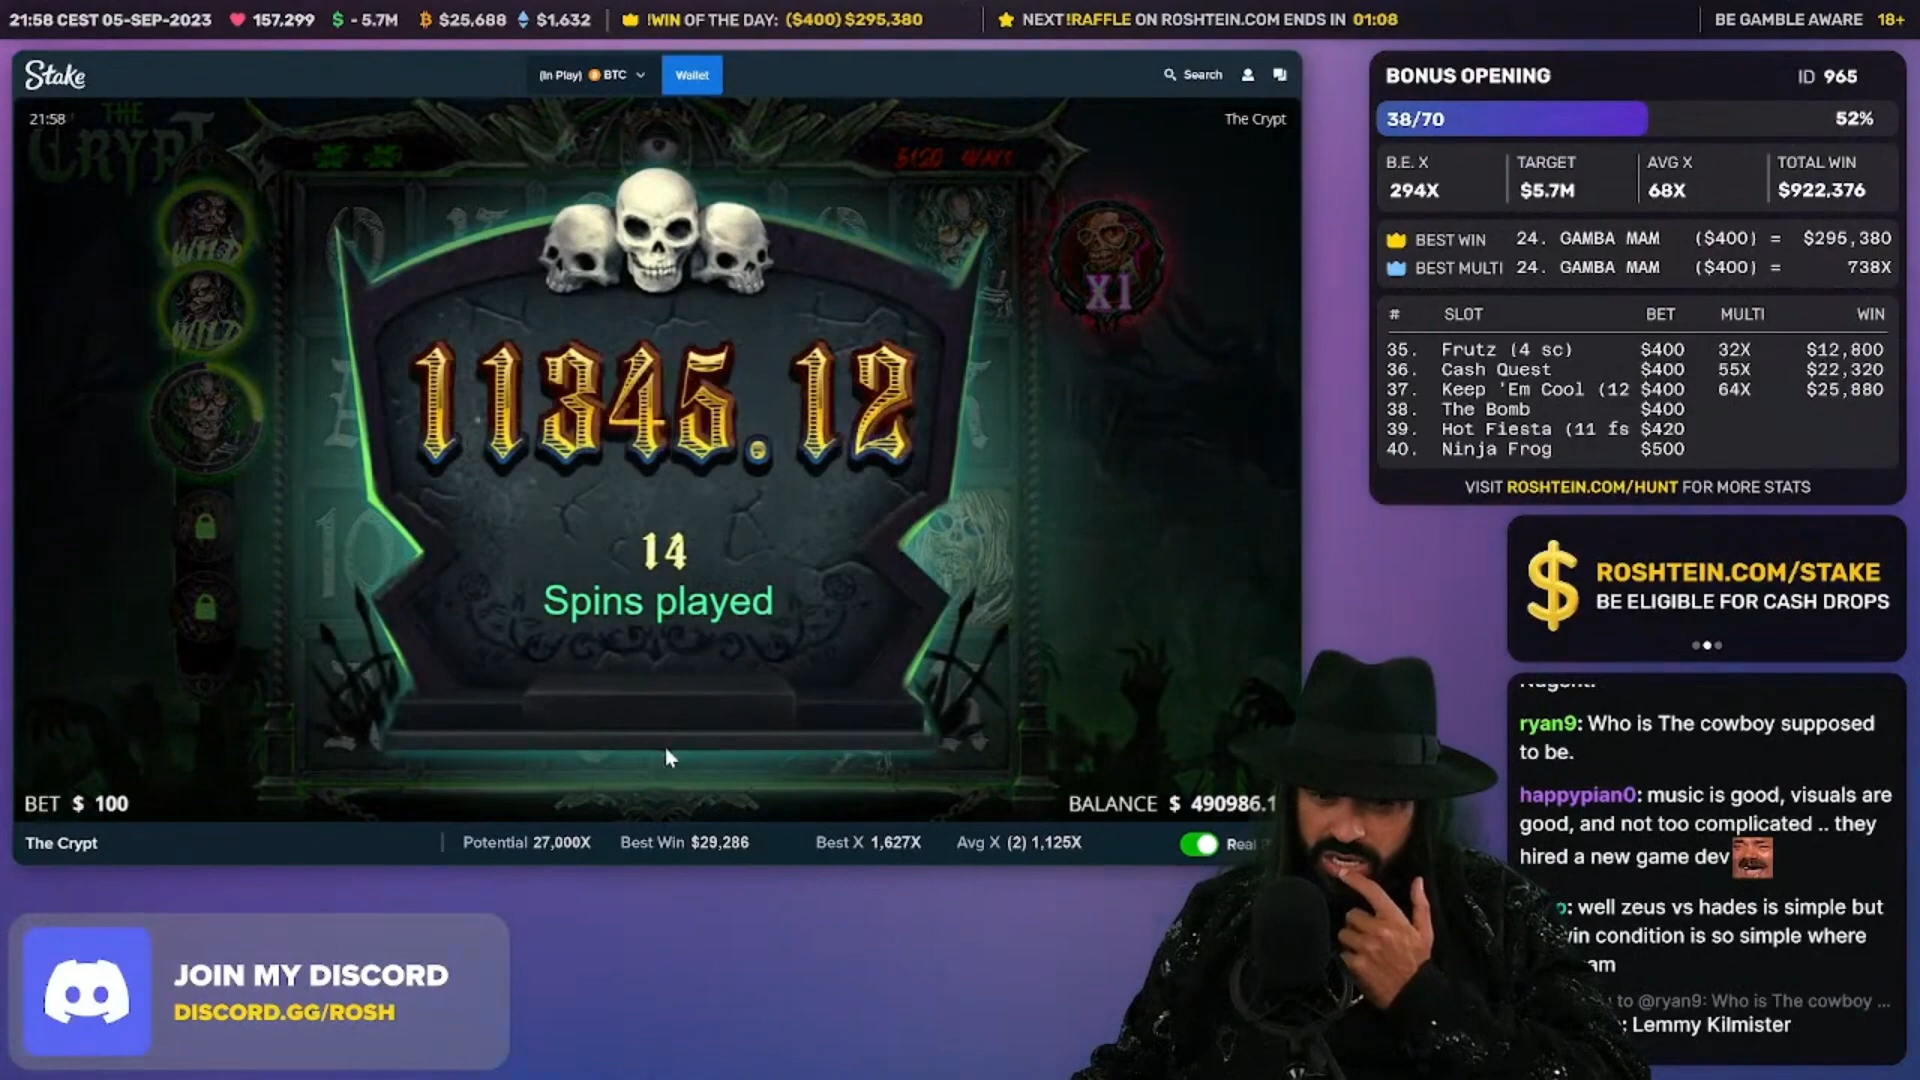 21:58 CEST 05-SEP-2023 157,299 $ - 5.7M $25,688 $1,632 !WIN OF THE DAY: ($400) $295,380 NEXT !RAFFLE ON ROSHTEIN.COM ENDS IN 01:08 BE GAMBLE AWARE 18+
Stake (In Play) BTC Wallet Search
21:58 The Crypt
THE
CRYPT
5120 WAYS
WILD
WILD
X1
11345.12
14
Spins played
10
BET $ 100 BALANCE $ 490986.1
The Crypt Potential 27,000X Best Win $29,286 Best X 1,627X Avg X (2) 1,125X Real
JOIN MY DISCORD
DISCORD.GG/ROSH
BONUS OPENING ID 965
38/70 52%
B.E. X TARGET AVG X TOTAL WIN
294X $5.7M 68X $922,376
BEST WIN 24. GAMBA MAM ($400) = $295,380
BEST MULTI 24. GAMBA MAM ($400) = 738X
# SLOT BET MULTI WIN
35. Frutz (4 sc) $400 32X $12,800
36. Cash Quest $400 55X $22,320
37. Keep 'Em Cool (12 $400 64X $25,880
38. The Bomb $400
39. Hot Fiesta (11 fs $420
40. Ninja Frog $500
VISIT ROSHTEIN.COM/HUNT FOR MORE STATS
$ ROSHTEIN.COM/STAKE
BE ELIGIBLE FOR CASH DROPS
ryan9: Who is The cowboy supposed
to be.
happypian0: music is good, visuals are
good, and not too complicated .. they
hired a new game dev
: well zeus vs hades is simple but
win condition is so simple where
am
to @ryan9: Who is The cowboy ...
: Lemmy Kilmister